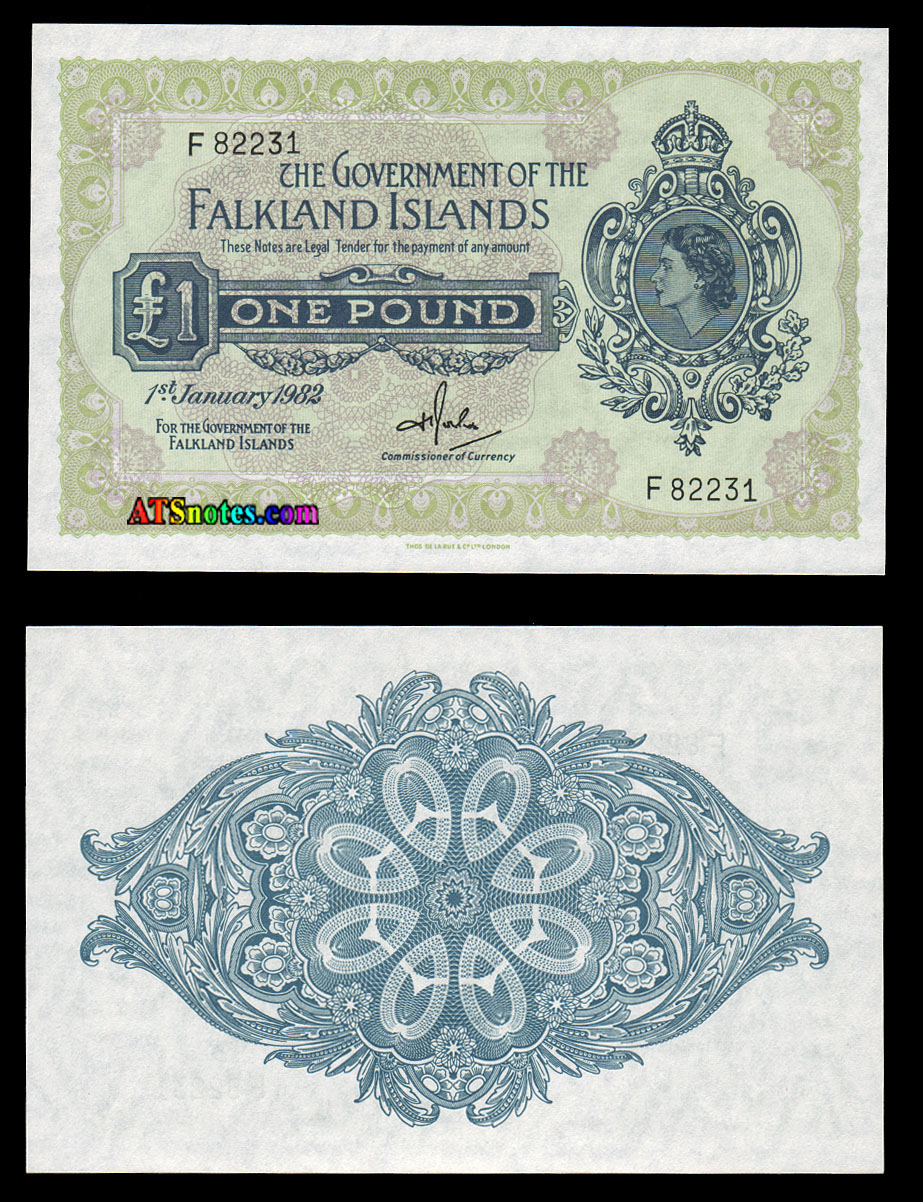 F 82231
THE GOVERNMENT OF THE
FALKLAND ISLANDS
These Notes are Legal Tender for the payment of any amount
£1 ONE POUND
1st January 1982
FOR THE GOVERNMENT OF THE
FALKLAND ISLANDS
Commissioner of Currency
F 82231
ATSnotes.com
THOS. DE LA RUE & CO LTD LONDON